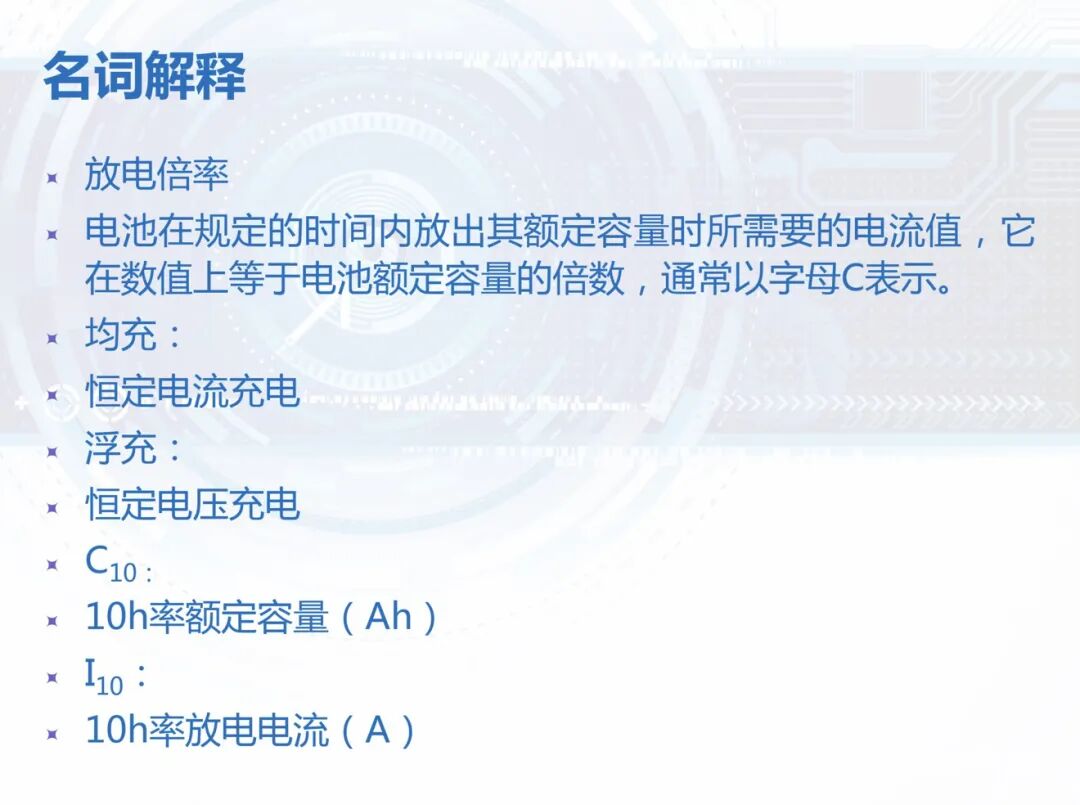 名词解释
放电倍率
电池在规定的时间内放出其额定容量时所需要的电流值，它
在数值上等于电池额定容量的倍数，通常以字母C表示。
均充：
恒定电流充电
浮充：
恒定电压充电
C10：
10h率额定容量（Ah）
I10：
10h率放电电流（A）